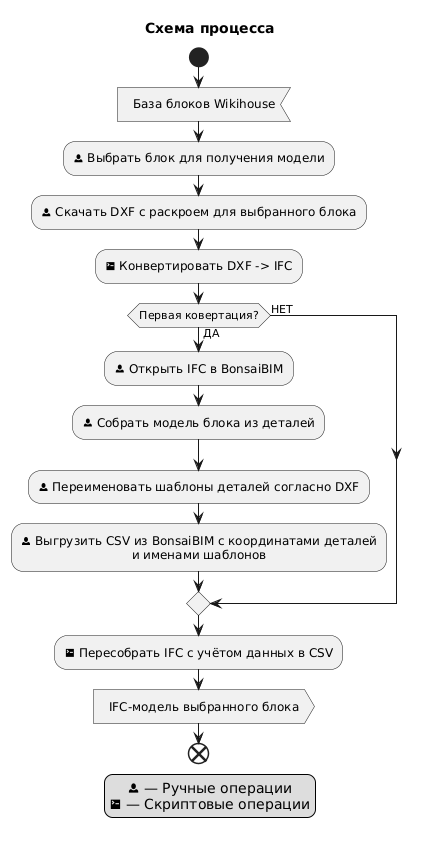 Схема процесса
База блоков Wikihouse
Выбрать блок для получения модели
Скачать DXF с раскроем для выбранного блока
Конвертировать DXF -> IFC
Первая ковертация?
НЕТ
ДА
Открыть IFC в BonsaiBIM
Собрать модель блока из деталей
Переименовать шаблоны деталей согласно DXF
Выгрузить CSV из BonsaiBIM с координатами деталей
и именами шаблонов
Пересобрать IFC с учётом данных в CSV
IFC-модель выбранного блока
— Ручные операции
— Скриптовые операции